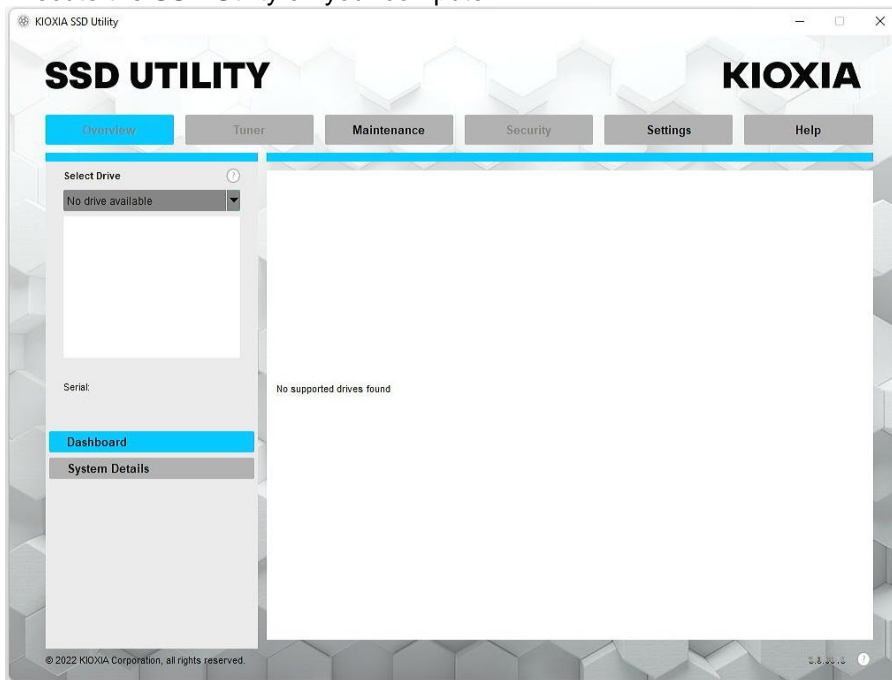 KIOXIA SSD Utility
SSD UTILITY
KIOXIA
Overview
Tuner
Maintenance
Security
Settings
Help
Select Drive
?
No drive available
Serial:
No supported drives found
Dashboard
System Details
© 2022 KIOXIA Corporation, all rights reserved.
?